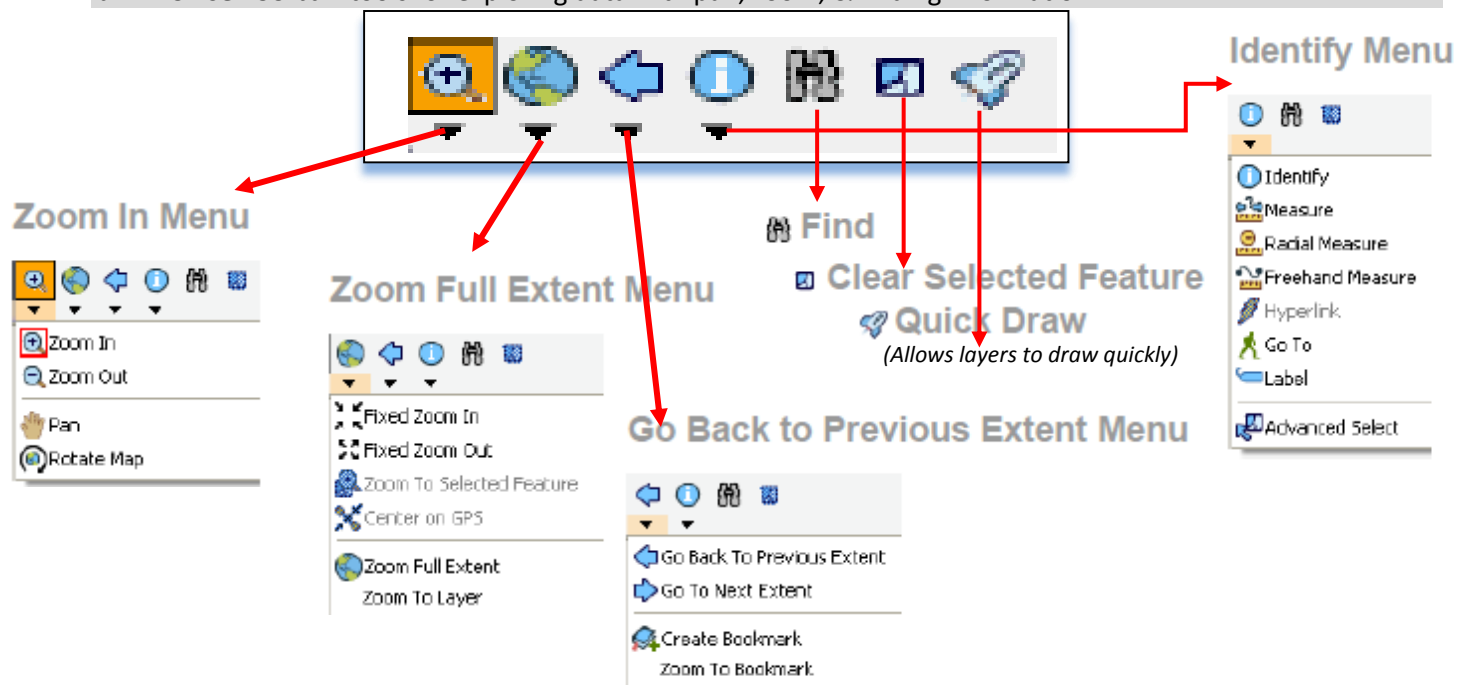 Identify Menu
Identify
Measure
Radial Measure
Freehand Measure
Hyperlink
Go To
Label
Advanced Select
Zoom In Menu
Zoom In
Zoom Out
Pan
Rotate Map
Find
Clear Selected Feature
Quick Draw
(Allows layers to draw quickly)
Zoom Full Extent Menu
Fixed Zoom In
Fixed Zoom Out
Zoom To Selected Feature
Center on GPS
Zoom Full Extent
Zoom To Layer
Go Back to Previous Extent Menu
Go Back To Previous Extent
Go To Next Extent
Create Bookmark
Zoom To Bookmark